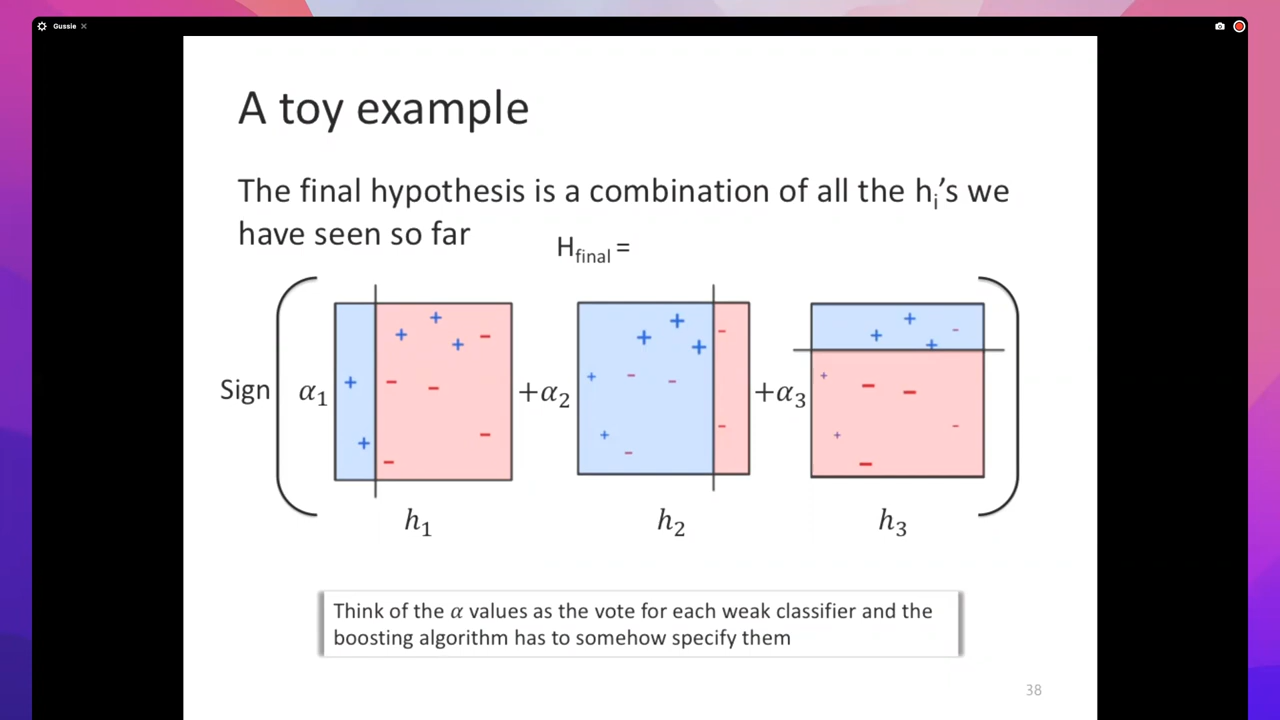 Gussie
A toy example
The final hypothesis is a combination of all the hᵢ’s we
have seen so far
H_final =
Sign α₁ +α₂ +α₃
h₁ h₂ h₃
Think of the α values as the vote for each weak classifier and the
boosting algorithm has to somehow specify them
38